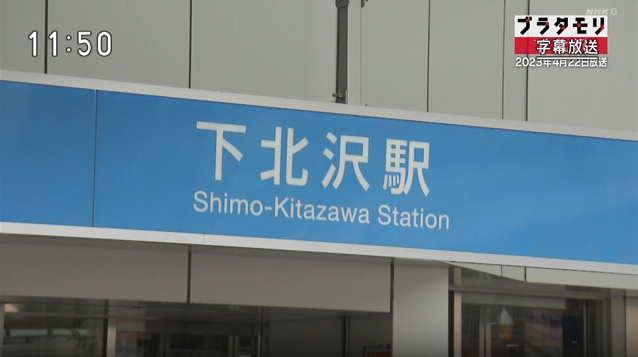 NHK G
11:50
ブラタモリ
字幕放送
2023年4月22日放送
下北沢駅
Shimo-Kitazawa Station